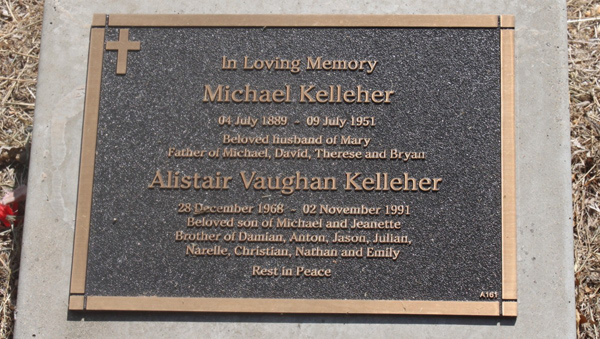 In Loving Memory
Michael Kelleher
04 July 1889 - 09 July 1951
Beloved husband of Mary
Father of Michael, David, Therese and Bryan
Alistair Vaughan Kelleher
28 December 1968 - 02 November 1991
Beloved son of Michael and Jeanette
Brother of Damian, Anton, Jason, Julian,
Narelle, Christian, Nathan and Emily
Rest in Peace
A161